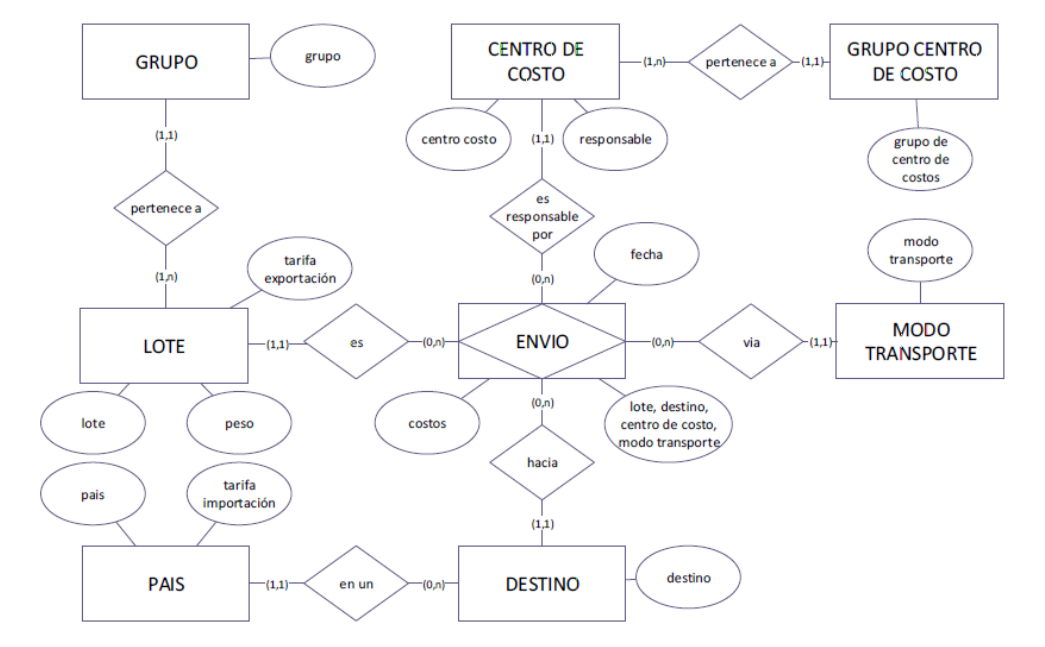 GRUPO
grupo
CENTRO DE
COSTO
(1,n)
pertenece a
(1,1)
GRUPO CENTRO
DE COSTO
centro costo
(1,1)
responsable
grupo de
centro de
costos
(1,1)
pertenece a
(1,n)
es
responsable
por
(0,n)
tarifa
exportación
fecha
modo
transporte
LOTE
(1,1)
es
(0,n)
ENVIO
(0,n)
via
(1,1)
MODO
TRANSPORTE
lote
peso
costos
(0,n)
lote, destino,
centro de costo,
modo transporte
hacia
(1,1)
pais
tarifa
importación
PAIS
(1,1)
en un
(0,n)
DESTINO
destino